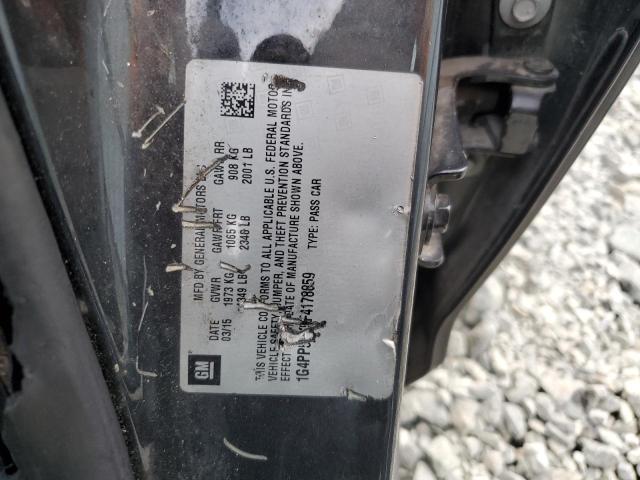 GM
MFD BY GENERAL MOTORS
DATE GVWR GAWR FRT GAWR RR
03/15 1973 KG 1065 KG 908 KG
4349 LB 2348 LB 2001 LB
THIS VEHICLE CONFORMS TO ALL APPLICABLE U.S. FEDERAL MOTOR
VEHICLE SAFETY, BUMPER, AND THEFT PREVENTION STANDARDS IN
EFFECT DATE OF MANUFACTURE SHOWN ABOVE.
F4178859 TYPE: PASS CAR